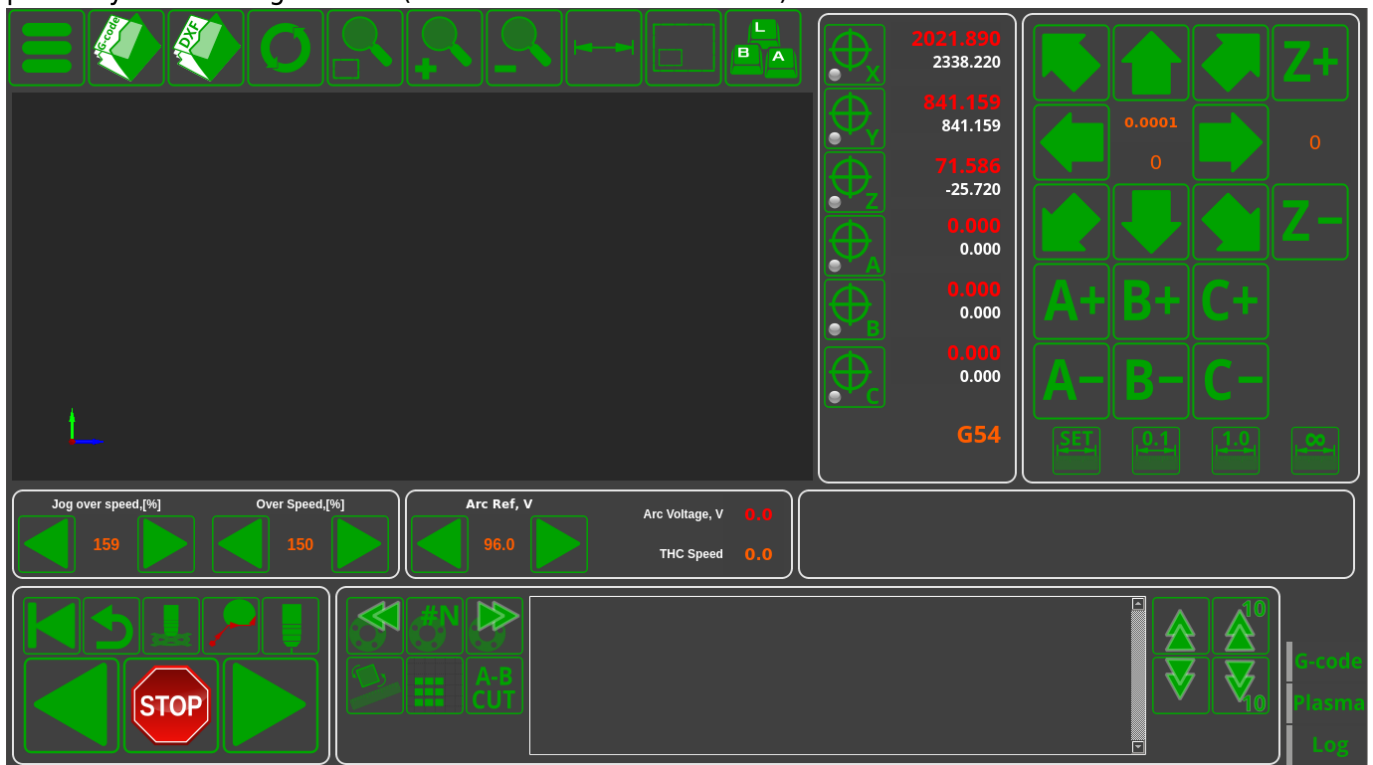 G-code
DXF
L
B
A
X
2021.890
2338.220
Y
841.159
841.159
Z
71.586
-25.720
A
0.000
0.000
B
0.000
0.000
C
0.000
0.000
G54
Z+
0.0001
0
0
Z-
A+ B+ C+
A- B- C-
SET 0.1 1.0 ∞
Jog over speed,[%] Over Speed,[%]
159 150
Arc Ref, V
96.0
Arc Voltage, V 0.0
THC Speed 0.0
STOP
#N
A-B
CUT
10
10
G-code
Plasma
Log